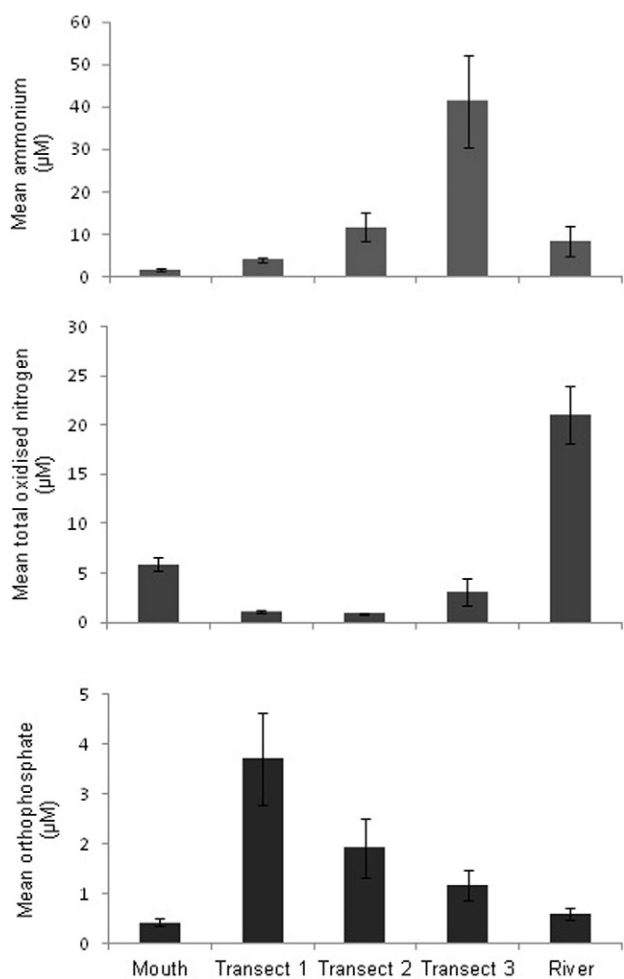 60
50
40
30
20
10
0
Mean ammonium
(µM)
30
25
20
15
10
5
0
Mean total oxidised nitrogen
(µM)
5
4
3
2
1
0
Mean orthophosphate
(µM)
Mouth Transect 1 Transect 2 Transect 3 River